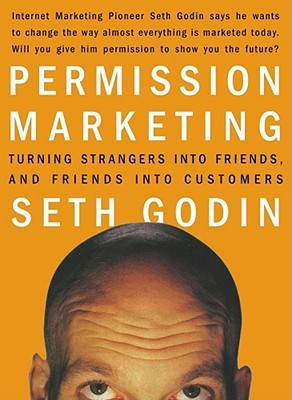 Internet Marketing Pioneer Seth Godin says he wants
to change the way almost everything is marketed today.
Will you give him permission to show you the future?
PERMISSION
MARKETING
TURNING STRANGERS INTO FRIENDS,
AND FRIENDS INTO CUSTOMERS
SETH GODIN